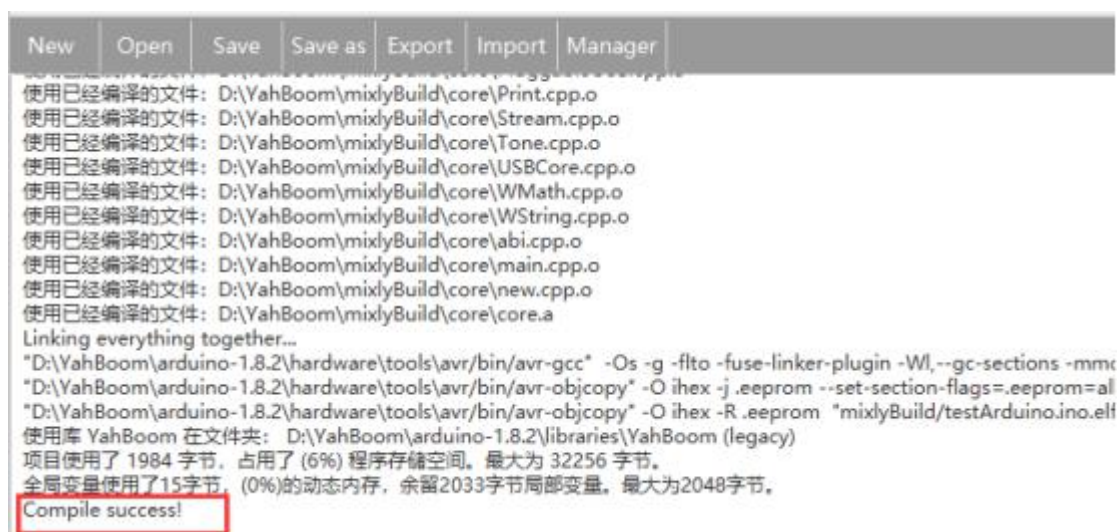 New Open Save Save as Export Import Manager
使用已经编译的文件: D:\YahBoom\mixlyBuild\core\Print.cpp.o
使用已经编译的文件: D:\YahBoom\mixlyBuild\core\Stream.cpp.o
使用已经编译的文件: D:\YahBoom\mixlyBuild\core\Tone.cpp.o
使用已经编译的文件: D:\YahBoom\mixlyBuild\core\USBCore.cpp.o
使用已经编译的文件: D:\YahBoom\mixlyBuild\core\WMath.cpp.o
使用已经编译的文件: D:\YahBoom\mixlyBuild\core\WString.cpp.o
使用已经编译的文件: D:\YahBoom\mixlyBuild\core\abi.cpp.o
使用已经编译的文件: D:\YahBoom\mixlyBuild\core\main.cpp.o
使用已经编译的文件: D:\YahBoom\mixlyBuild\core\new.cpp.o
使用已经编译的文件: D:\YahBoom\mixlyBuild\core\core.a
Linking everything together...
"D:\YahBoom\arduino-1.8.2\hardware\tools\avr/bin/avr-gcc" -Os -g -flto -fuse-linker-plugin -Wl,--gc-sections
"D:\YahBoom\arduino-1.8.2\hardware\tools\avr/bin/avr-objcopy" -O ihex -j .eeprom --set-section-flags=.eeprom=al
"D:\YahBoom\arduino-1.8.2\hardware\tools\avr/bin/avr-objcopy" -O ihex -R .eeprom "mixlyBuild/testArduino.ino.el
使用库 YahBoom 在文件夹: D:\YahBoom\arduino-1.8.2\libraries\YahBoom (legacy)
项目使用了 1984 字节，占用了 (6%) 程序存储空间。最大为 32256 字节。
全局变量使用了15字节，(0%)的动态内存，余留2033字节局部变量。最大为2048字节。
Compile success!